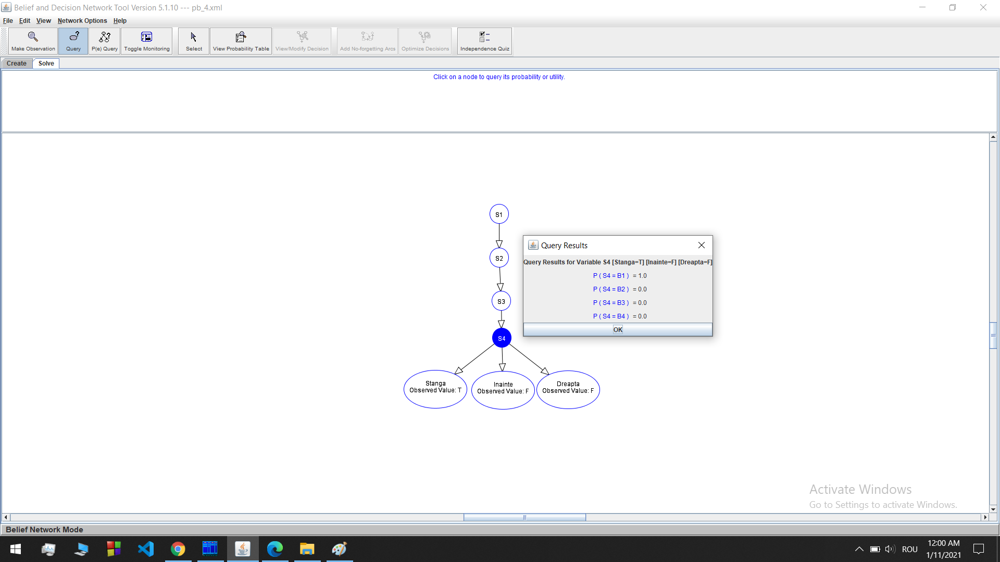 Belief and Decision Network Tool Version 5.1.10 --- pb_4.xml
File Edit View Network Options Help
Make Observation Query P(e) Query Toggle Monitoring Select View Probability Table View/Modify Decision Add No-forgetting Arcs Optimize Decisions Independence Quiz
Create Solve
Click on a node to query its probability or utility.
S1
S2
S3
S4
Stanga
Observed Value: T
Inainte
Observed Value: F
Dreapta
Observed Value: F
Query Results
Query Results for Variable S4 [Stanga=T] [Inainte=F] [Dreapta=F]
P ( S4 = B1 ) = 1.0
P ( S4 = B2 ) = 0.0
P ( S4 = B3 ) = 0.0
P ( S4 = B4 ) = 0.0
OK
Activate Windows
Go to Settings to activate Windows.
Belief Network Mode
ROU
12:00 AM
1/11/2021